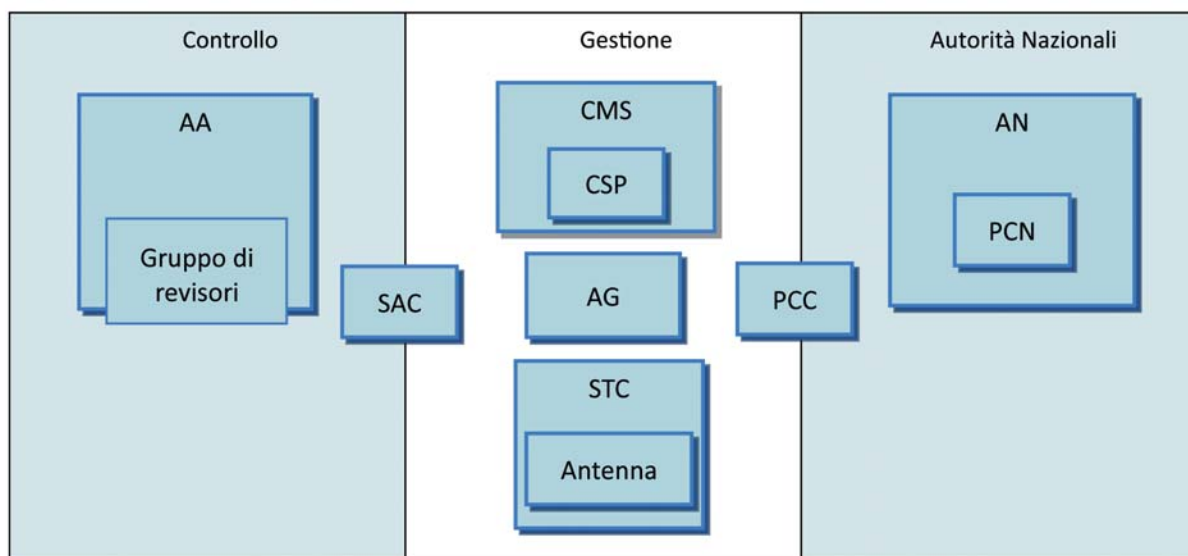 Controllo
Gestione
Autorità Nazionali
AA
Gruppo di
revisori
SAC
CMS
CSP
AG
STC
Antenna
PCC
AN
PCN